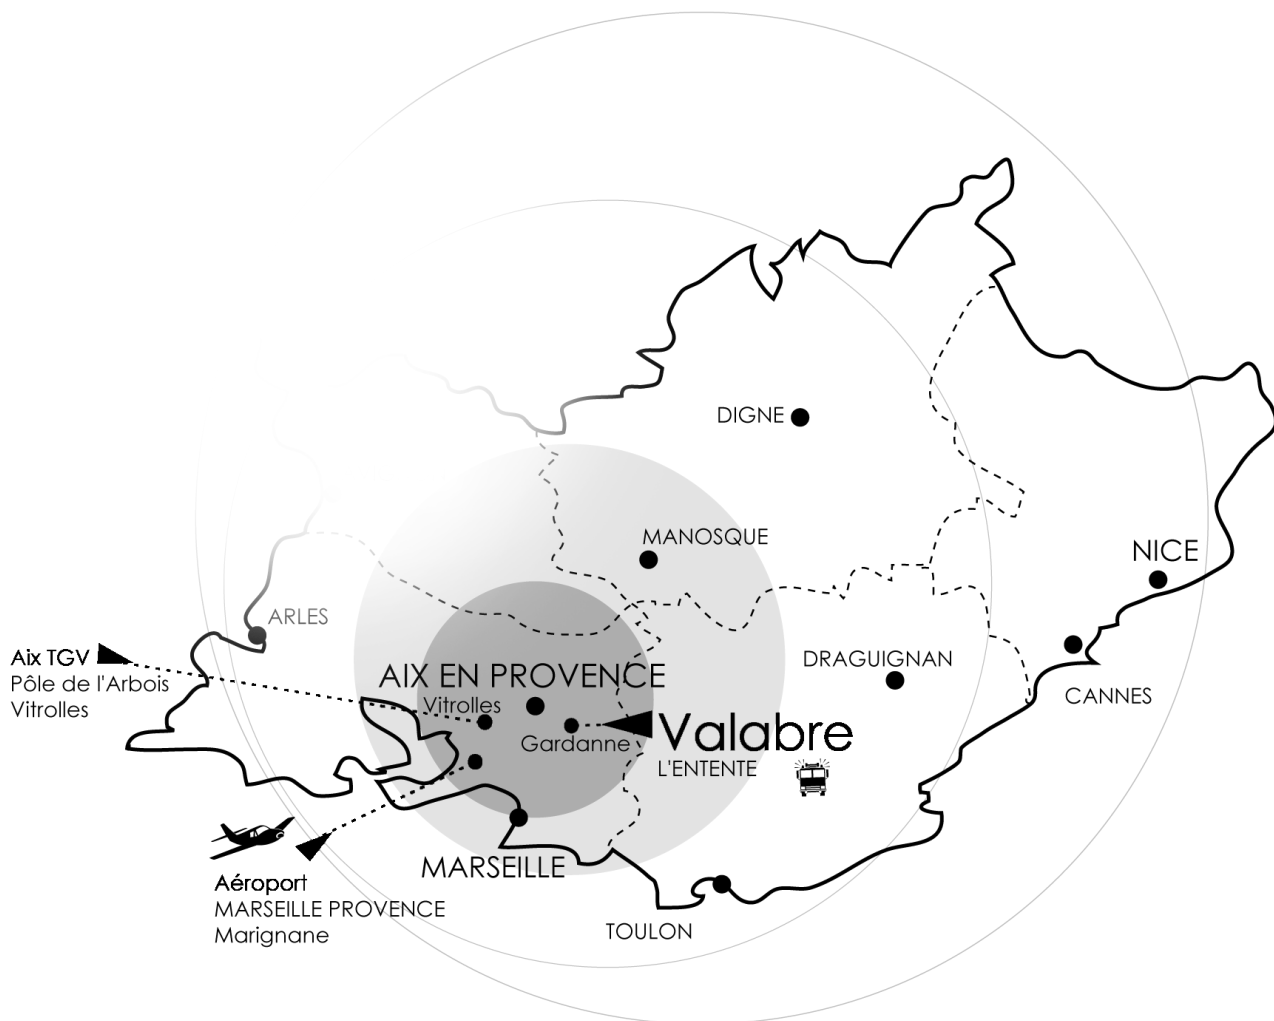 DIGNE
MANOSQUE
NICE
ARLES
Aix TGV
Pôle de l'Arbois
Vitrolles
AIX EN PROVENCE
Vitrolles
DRAGUIGNAN
CANNES
Gardanne
Valabre
L'ENTENTE
MARSEILLE
Aéroport
MARSEILLE PROVENCE
Marignane
TOULON